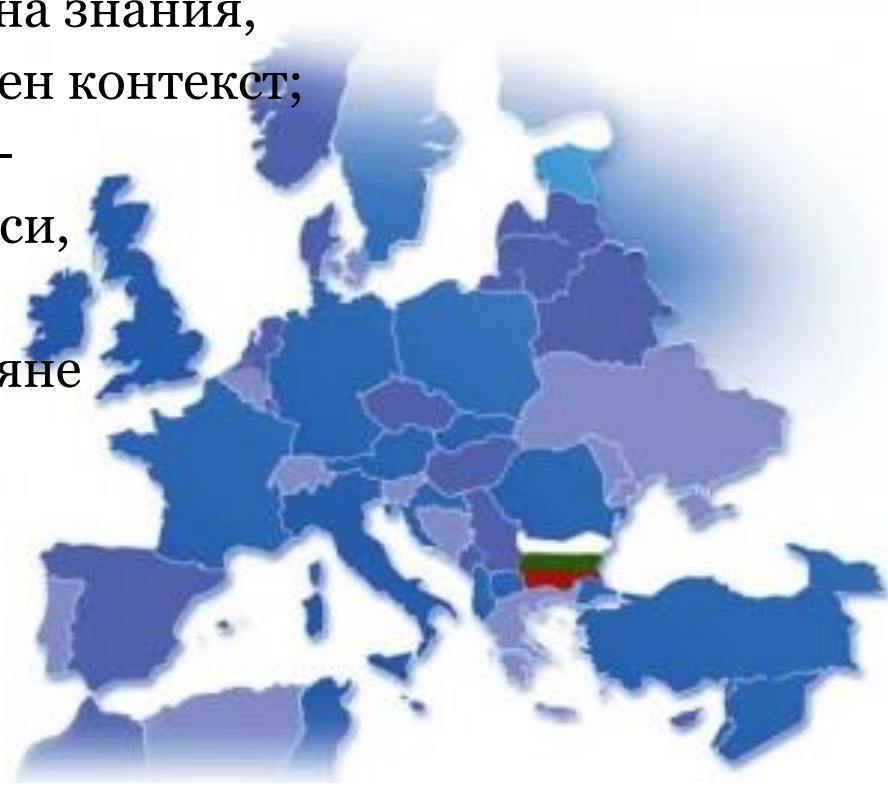 на знания,
ен контекст;
–
си,
яне